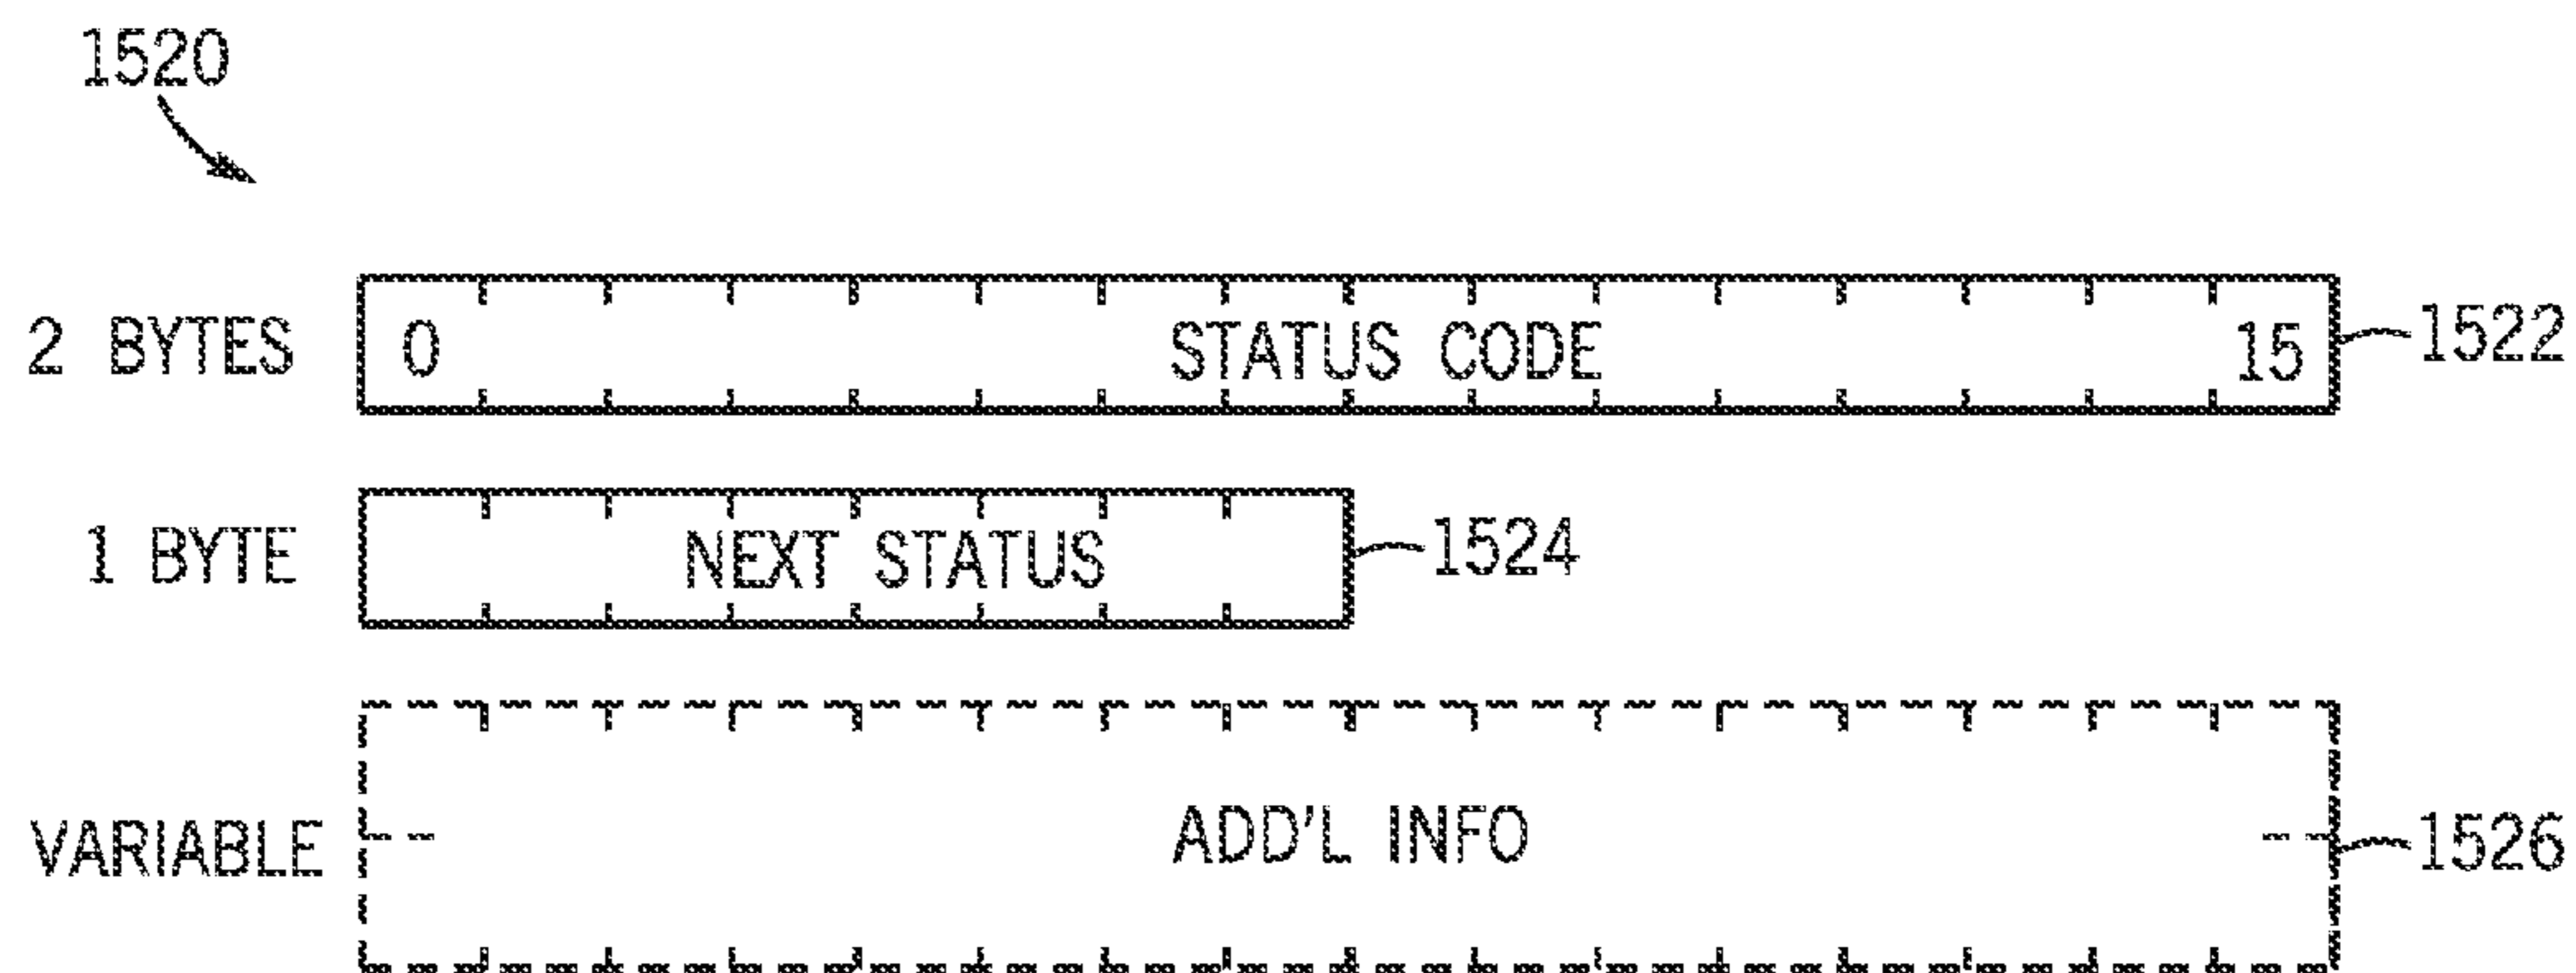 1520
2 BYTES 0 STATUS CODE 15 1522
1 BYTE NEXT STATUS 1524
VARIABLE ADD'L INFO 1526